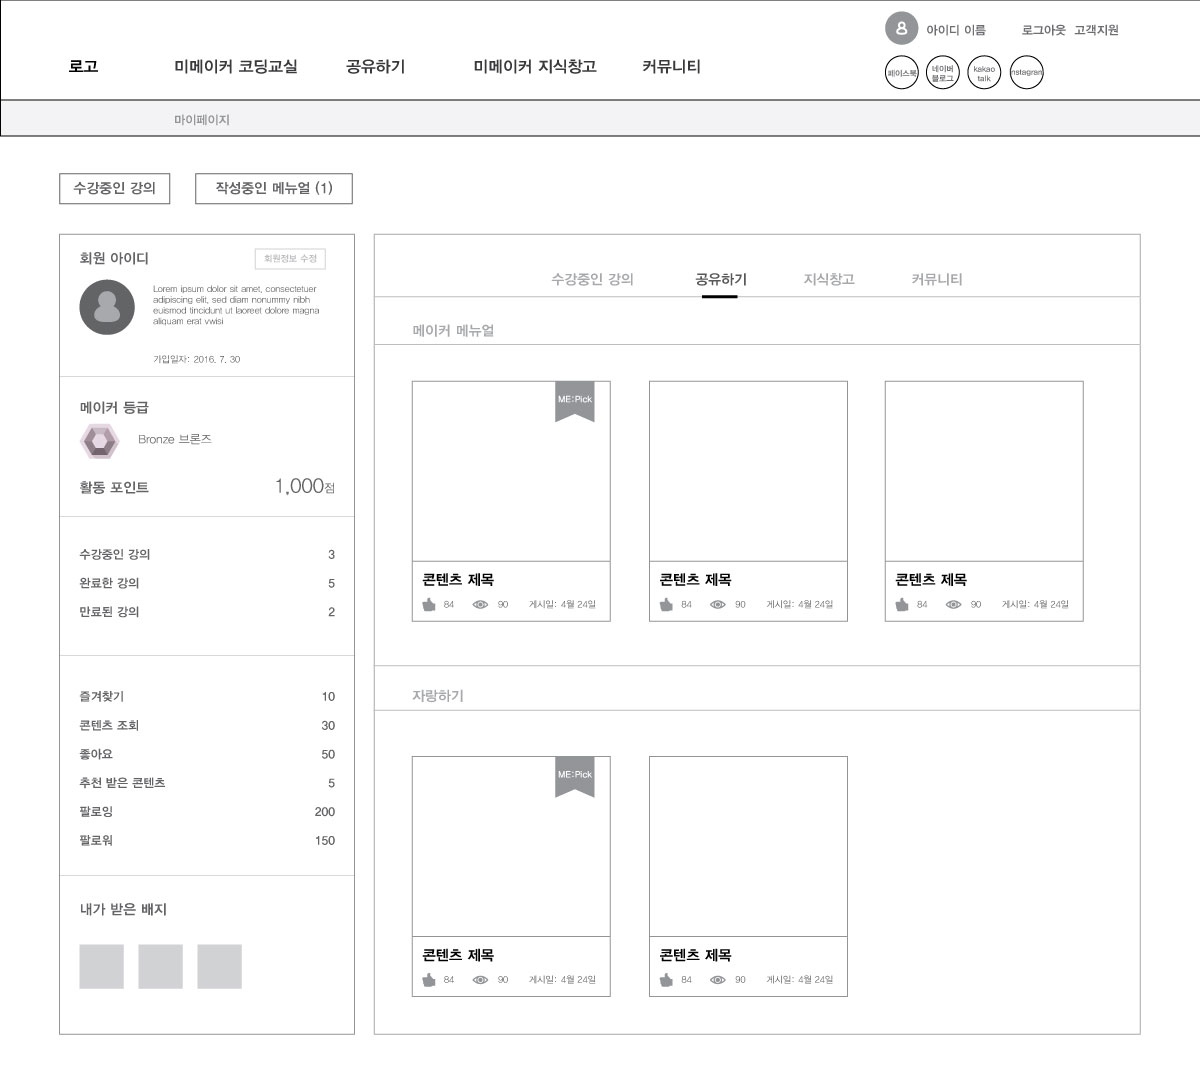 아이디 이름
로그아웃 고객지원
로고
미메이커 코딩교실
공유하기
미메이커 지식창고
커뮤니티
페이스북
네이버
블로그
kakao
talk
nstagran
마이페이지
수강중인 강의
작성중인 메뉴얼 (1)
회원 아이디
회원정보 수정
Lorem ipsum dolor sit amet, consectetuer
adipiscing elit, sed diam nonummy nibh
euismod tincidunt ut laoreet dolore magna
aliquam erat vwisi
가입일자: 2016. 7. 30
메이커 등급
Bronze 브론즈
활동 포인트 1,000점
수강중인 강의 3
완료한 강의 5
만료된 강의 2
즐겨찾기 10
콘텐츠 조회 30
좋아요 50
추천 받은 콘텐츠 5
팔로잉 200
팔로워 150
내가 받은 배지
수강중인 강의
공유하기
지식창고
커뮤니티
메이커 메뉴얼
ME:Pick
콘텐츠 제목
84 90 게시일: 4월 24일
콘텐츠 제목
84 90 게시일: 4월 24일
콘텐츠 제목
84 90 게시일: 4월 24일
자랑하기
ME:Pick
콘텐츠 제목
84 90 게시일: 4월 24일
콘텐츠 제목
84 90 게시일: 4월 24일